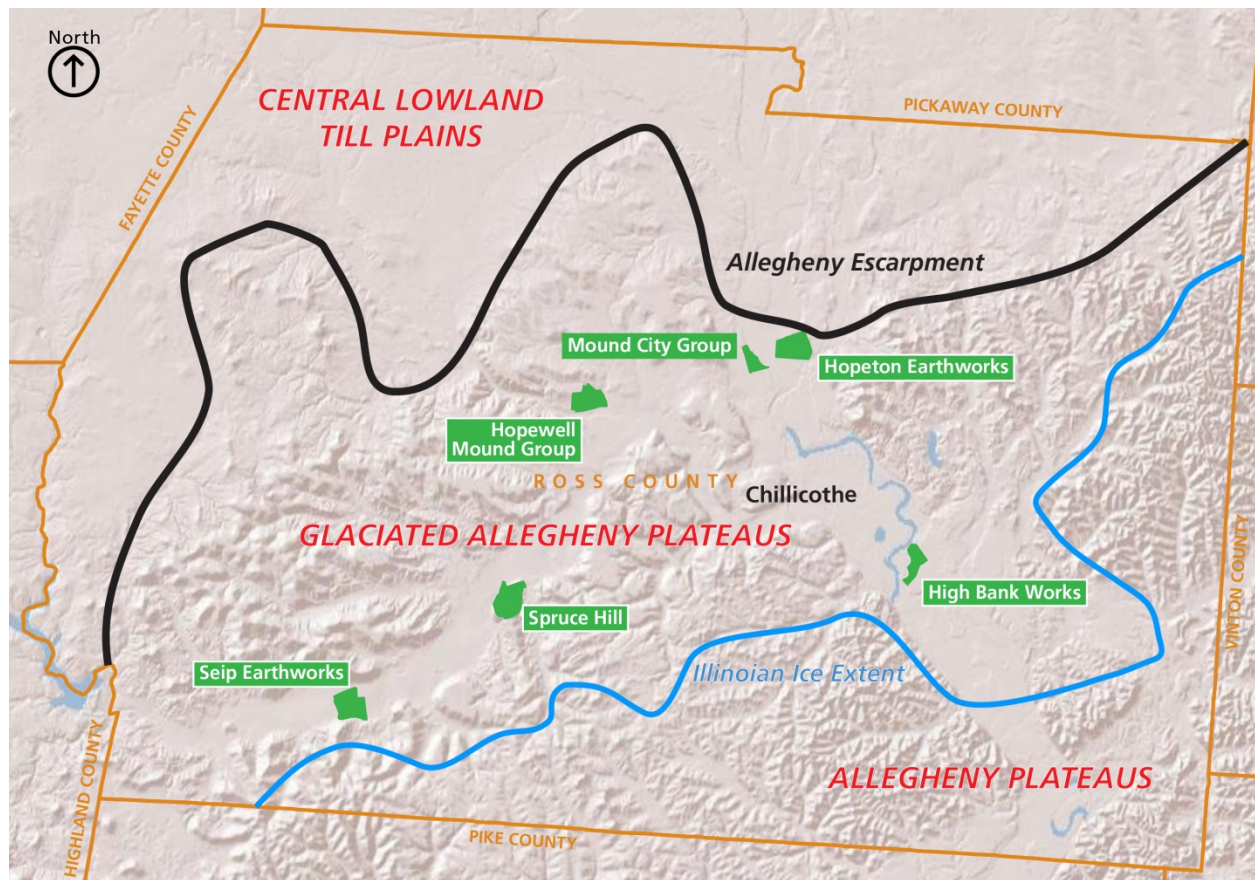 North
CENTRAL LOWLAND
TILL PLAINS
PICKAWAY COUNTY
FAYETTE COUNTY
Allegheny Escarpment
Mound City Group
Hopeton Earthworks
Hopewell
Mound Group
ROSS COUNTY
Chillicothe
GLACIATED ALLEGHENY PLATEAUS
VINTON COUNTY
High Bank Works
Spruce Hill
Seip Earthworks
Illinoian Ice Extent
ALLEGHENY PLATEAUS
HIGHLAND COUNTY
PIKE COUNTY